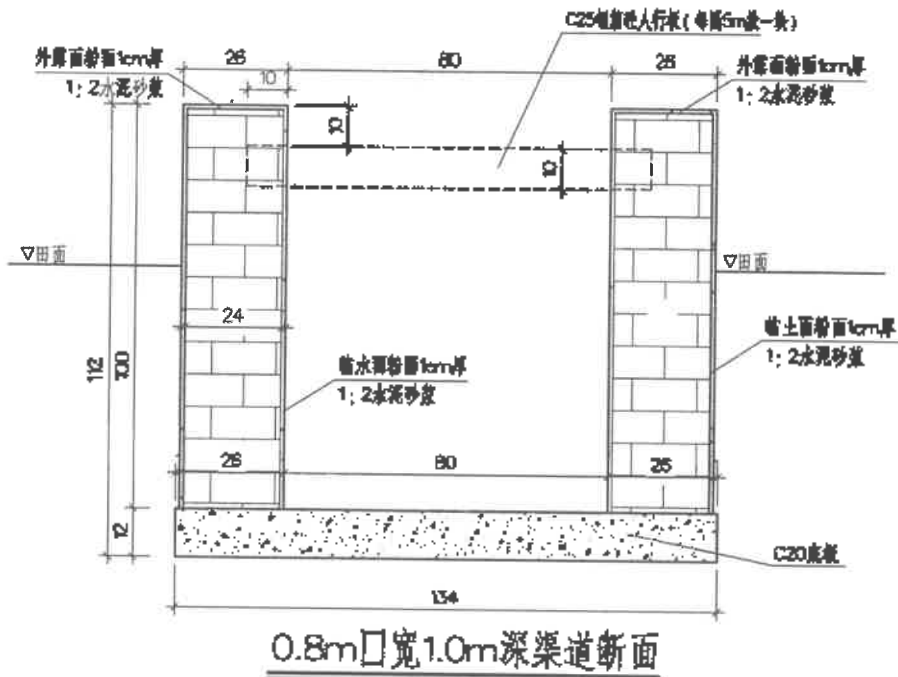 C25钢筋砼人行板(每隔5m放一块)
外露面粉面1cm厚
1:2水泥砂浆
26
80
26
外露面粉面1cm厚
1:2水泥砂浆
10
10
10
▽田面
▽田面
24
临土面粉面1cm厚
1:2水泥砂浆
112
100
临水面粉面1cm厚
1:2水泥砂浆
26
80
26
12
C20底板
134
0.8m口宽1.0m深渠道断面